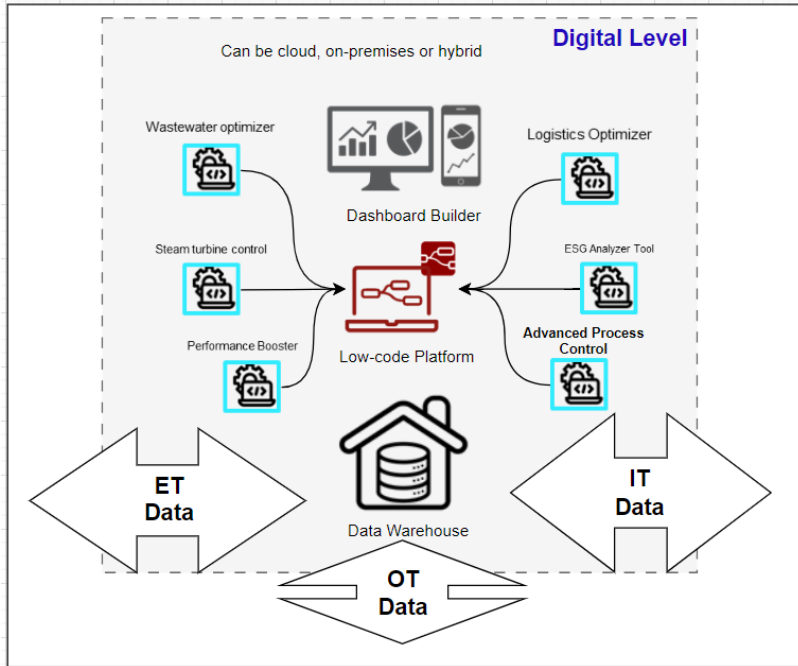 Digital Level
Can be cloud, on-premises or hybrid
Wastewater optimizer
Logistics Optimizer
Dashboard Builder
Steam turbine control
ESG Analyzer Tool
Performance Booster
Low-code Platform
Advanced Process
Control
ET
Data
IT
Data
Data Warehouse
OT
Data